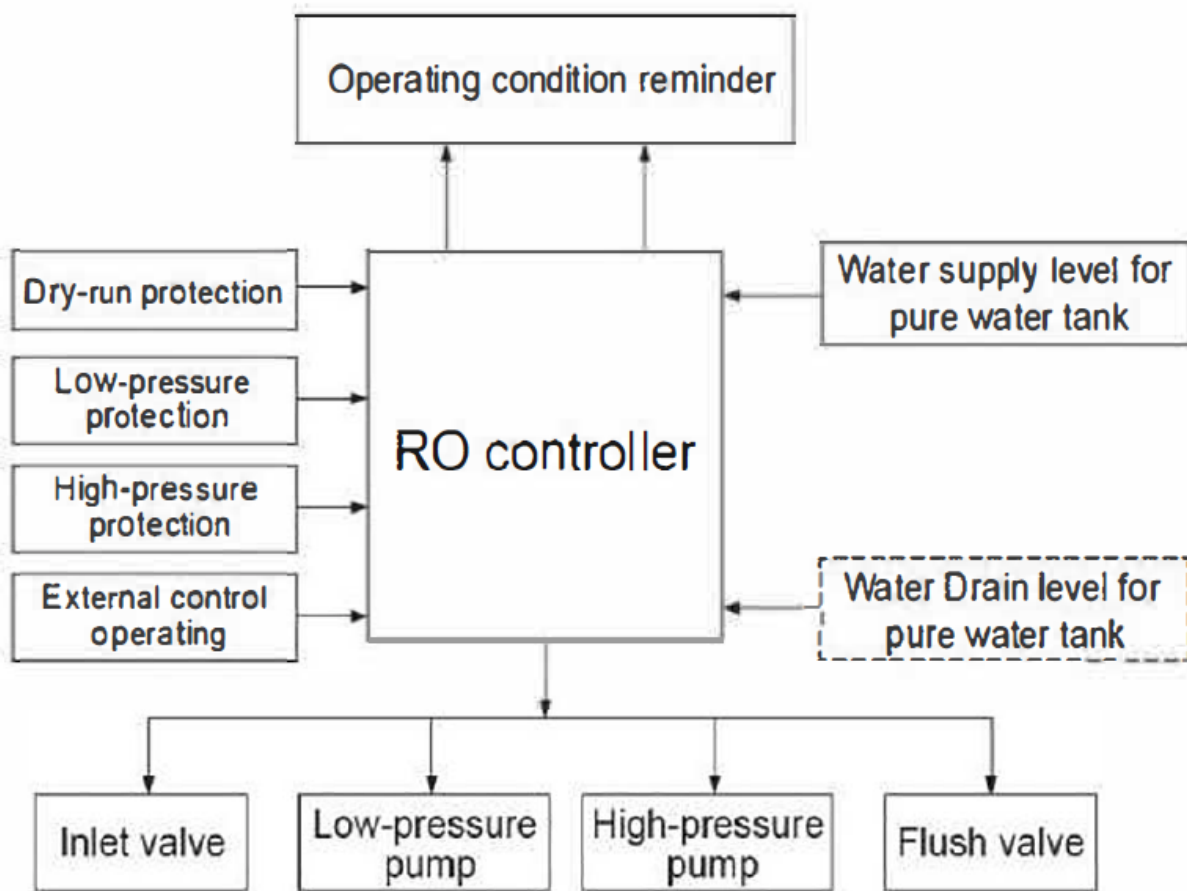 Operating condition reminder
Dry-run protection
Low-pressure
protection
High-pressure
protection
External control
operating
RO controller
Water supply level for
pure water tank
Water Drain level for
pure water tank
Inlet valve
Low-pressure
pump
High-pressure
pump
Flush valve